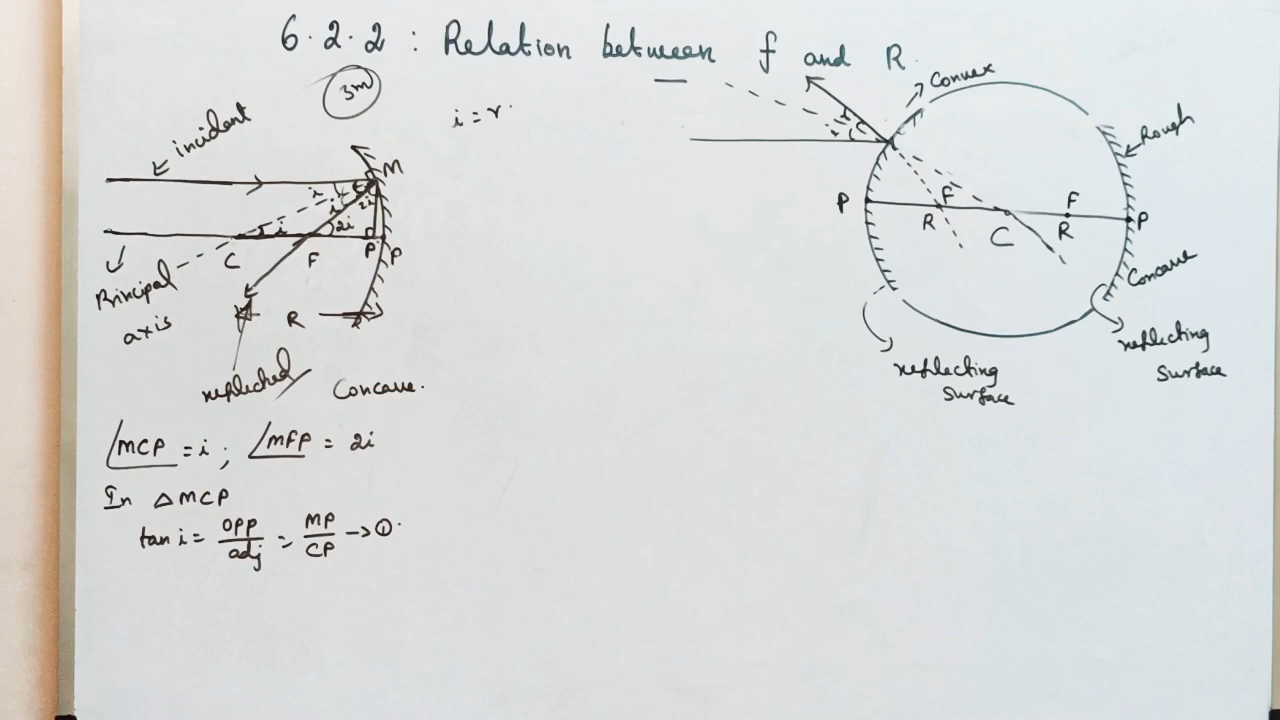 6.2.2 : Relation between f and R.
3m
i = r.
incident
M
i
i
2i
i
2i
C
F
P
P
Principal
axis
R
reflected
Concave.
∠MCP = i ; ∠MFP = 2i
In △MCP
tan i = opp/adj = MP/CP → ①.
Convex
Rough
r
i
P
F
R
C
F
R
P
Concave
reflecting
Surface
reflecting
Surface